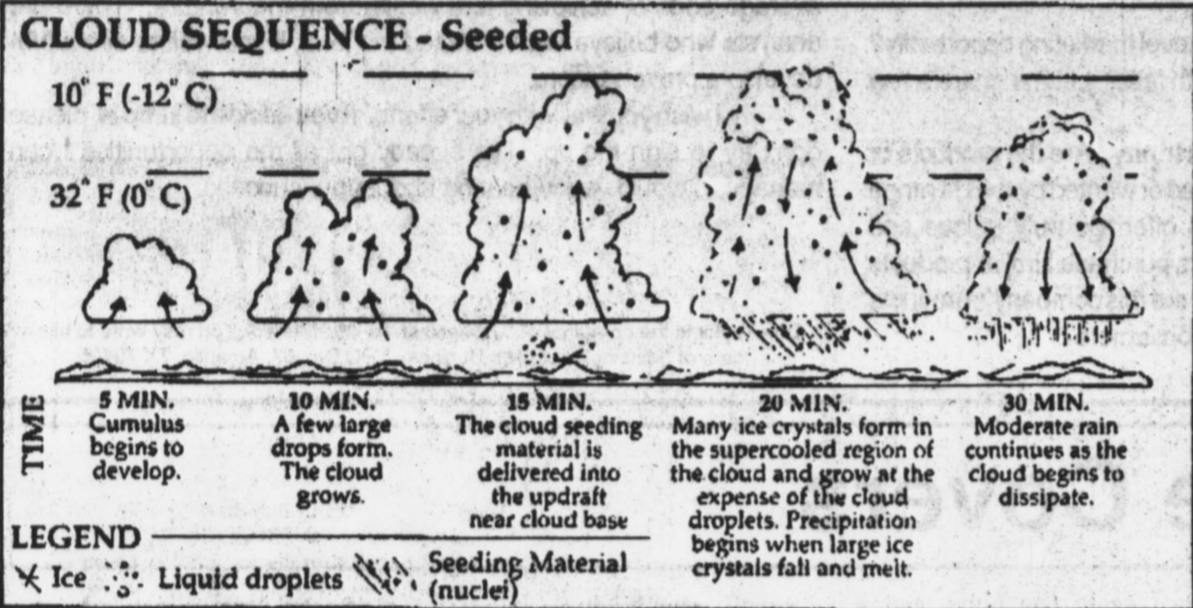 CLOUD SEQUENCE - Seeded
10° F (-12° C)
32° F (0° C)
TIME
5 MIN.
Cumulus
begins to
develop.
10 MIN.
A few large
drops form.
The cloud
grows.
15 MIN.
The cloud seeding
material is
delivered into
the updraft
near cloud base
20 MIN.
Many ice crystals form in
the supercooled region of
the cloud and grow at the
expense of the cloud
droplets. Precipitation
begins when large ice
crystals fall and melt.
30 MIN.
Moderate rain
continues as the
cloud begins to
dissipate.
LEGEND
Ice
Liquid droplets
Seeding Material
(nuclei)